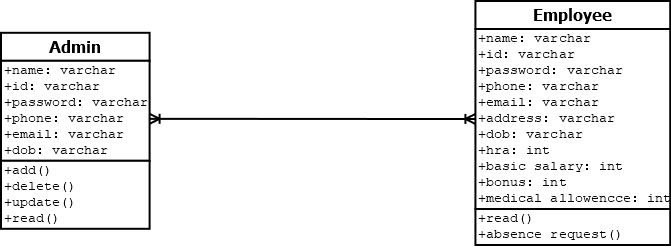 Admin
+name: varchar
+id: varchar
+password: varchar
+phone: varchar
+email: varchar
+dob: varchar
+add()
+delete()
+update()
+read()
Employee
+name: varchar
+id: varchar
+password: varchar
+phone: varchar
+email: varchar
+address: varchar
+dob: varchar
+hra: int
+basic salary: int
+bonus: int
+medical allowencce: int
+read()
+absence request()